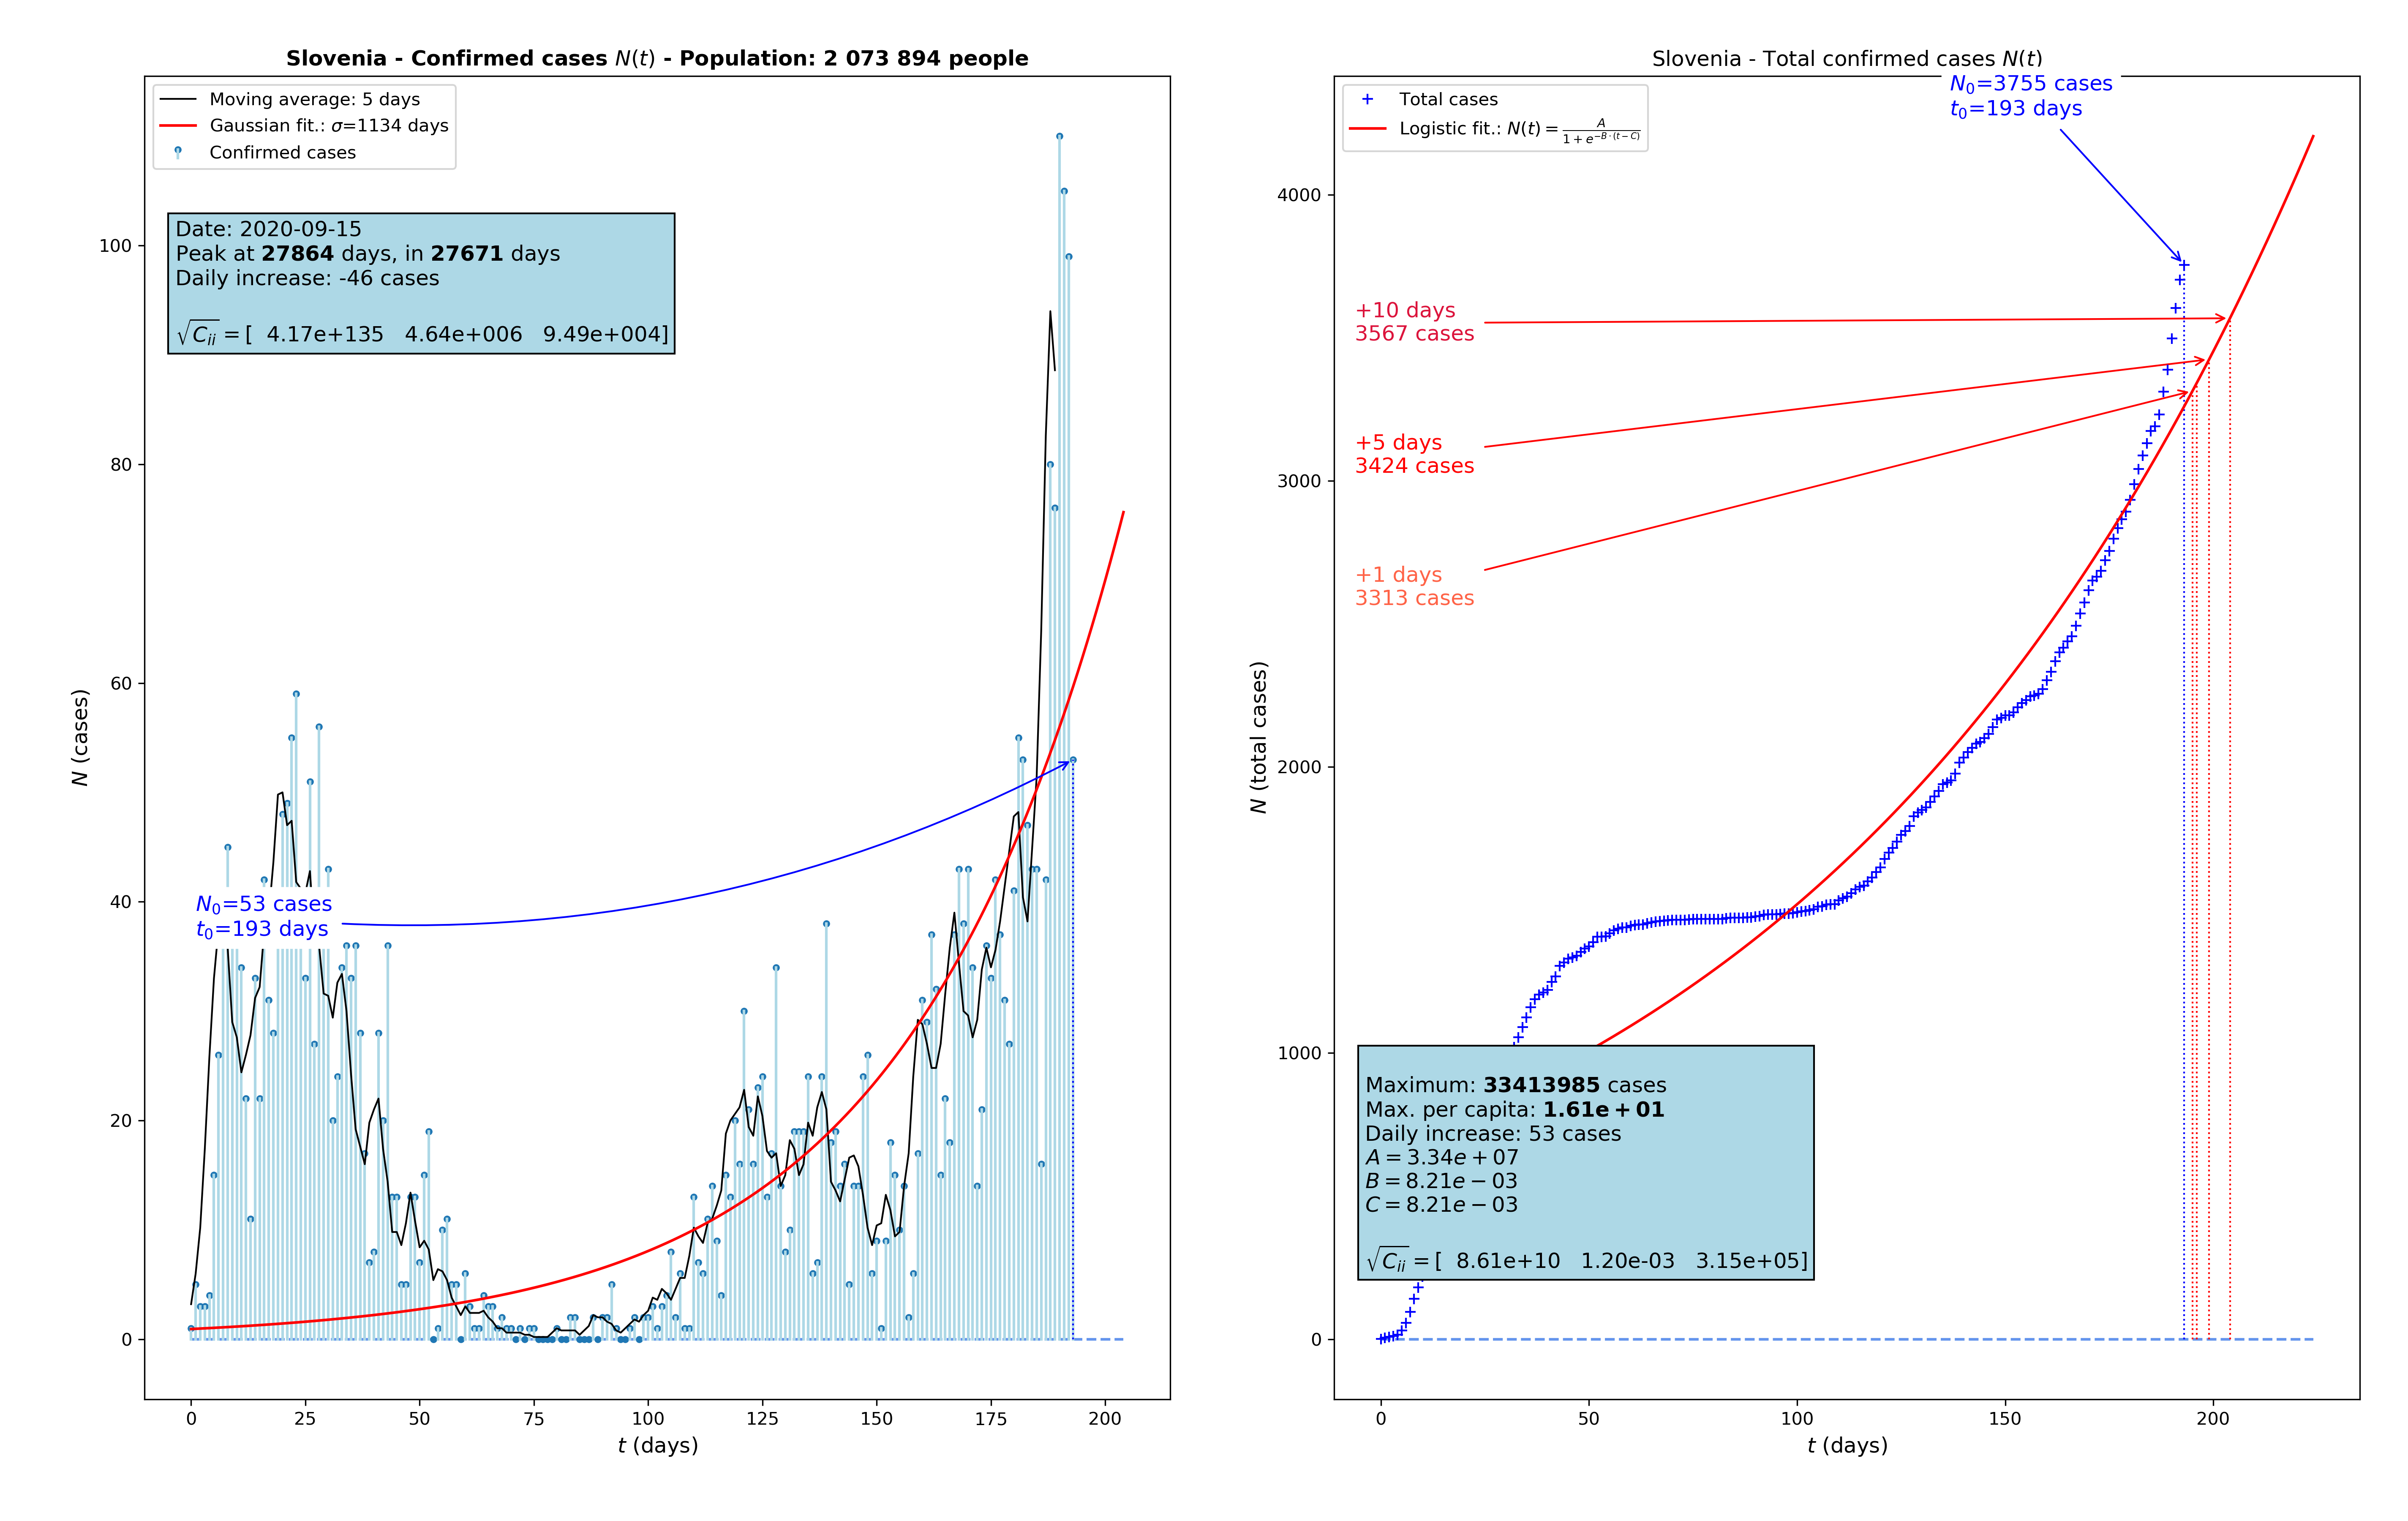 Slovenia - Confirmed cases N(t) - Population: 2 073 894 people
Moving average: 5 days
Gaussian fit.: σ=1134 days
Confirmed cases
Date: 2020-09-15
Peak at 27864 days, in 27671 days
Daily increase: -46 cases
√C_ii = [ 4.17e+135 4.64e+006 9.49e+004]
N_0=53 cases
t_0=193 days
N (cases)
100
80
60
40
20
0
0 25 50 75 100 125 150 175 200
t (days)
Slovenia - Total confirmed cases N(t)
Total cases
Logistic fit.: N(t) = A / (1 + e^{-B·(t-C)})
N_0=3755 cases
t_0=193 days
+10 days
3567 cases
+5 days
3424 cases
+1 days
3313 cases
Maximum: 33413985 cases
Max. per capita: 1.61e + 01
Daily increase: 53 cases
A = 3.34e + 07
B = 8.21e − 03
C = 8.21e − 03
√C_ii = [ 8.61e+10 1.20e-03 3.15e+05]
N (total cases)
4000
3000
2000
1000
0
0 50 100 150 200
t (days)